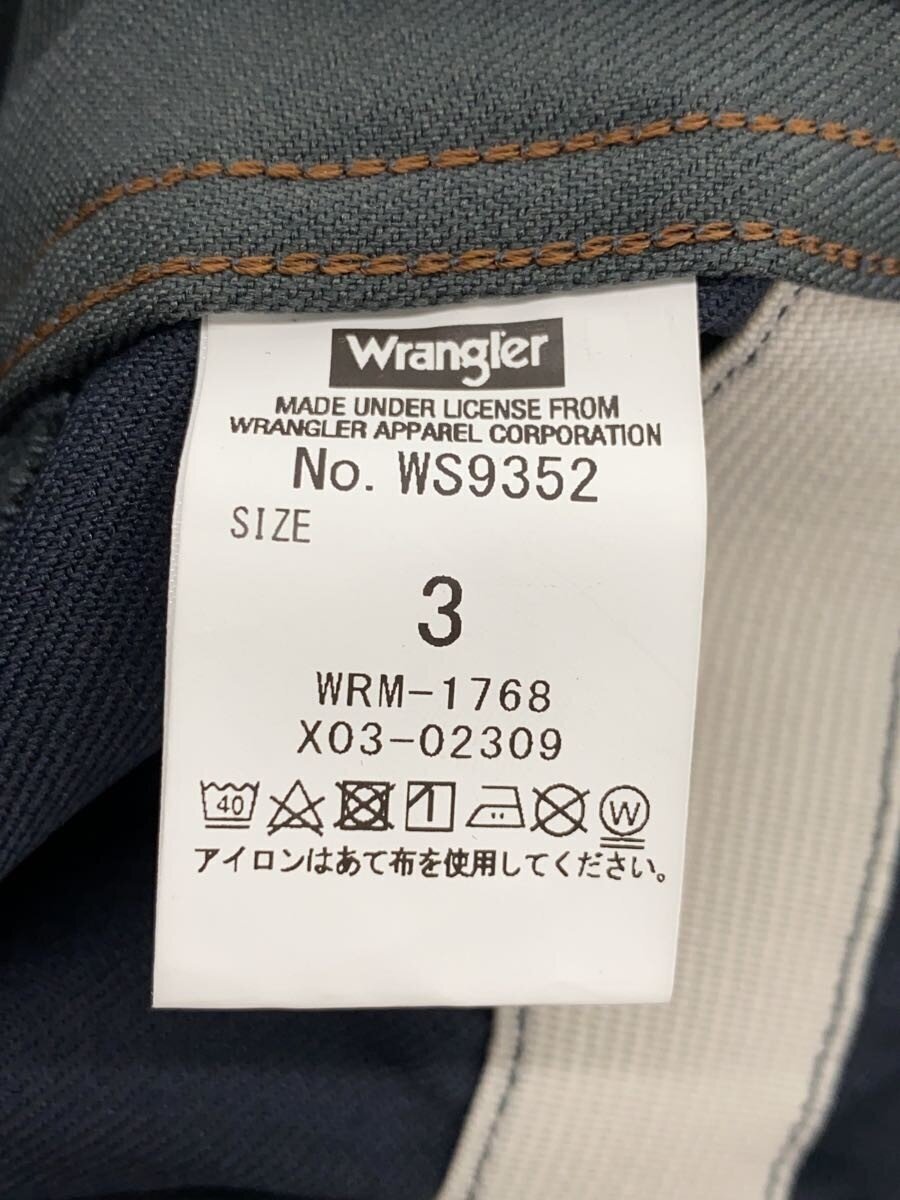 Wrangler
MADE UNDER LICENSE FROM
WRANGLER APPAREL CORPORATION
No. WS9352
SIZE
3
WRM-1768
X03-02309
40
W
アイロンはあて布を使用してください。